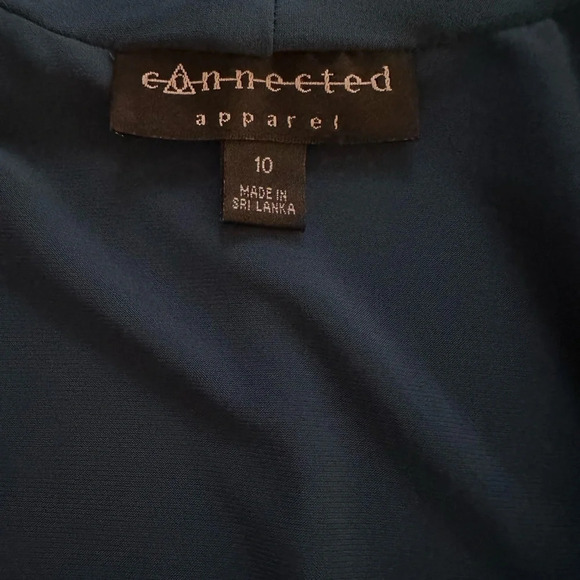 connected
apparel
10
MADE IN
SRI LANKA